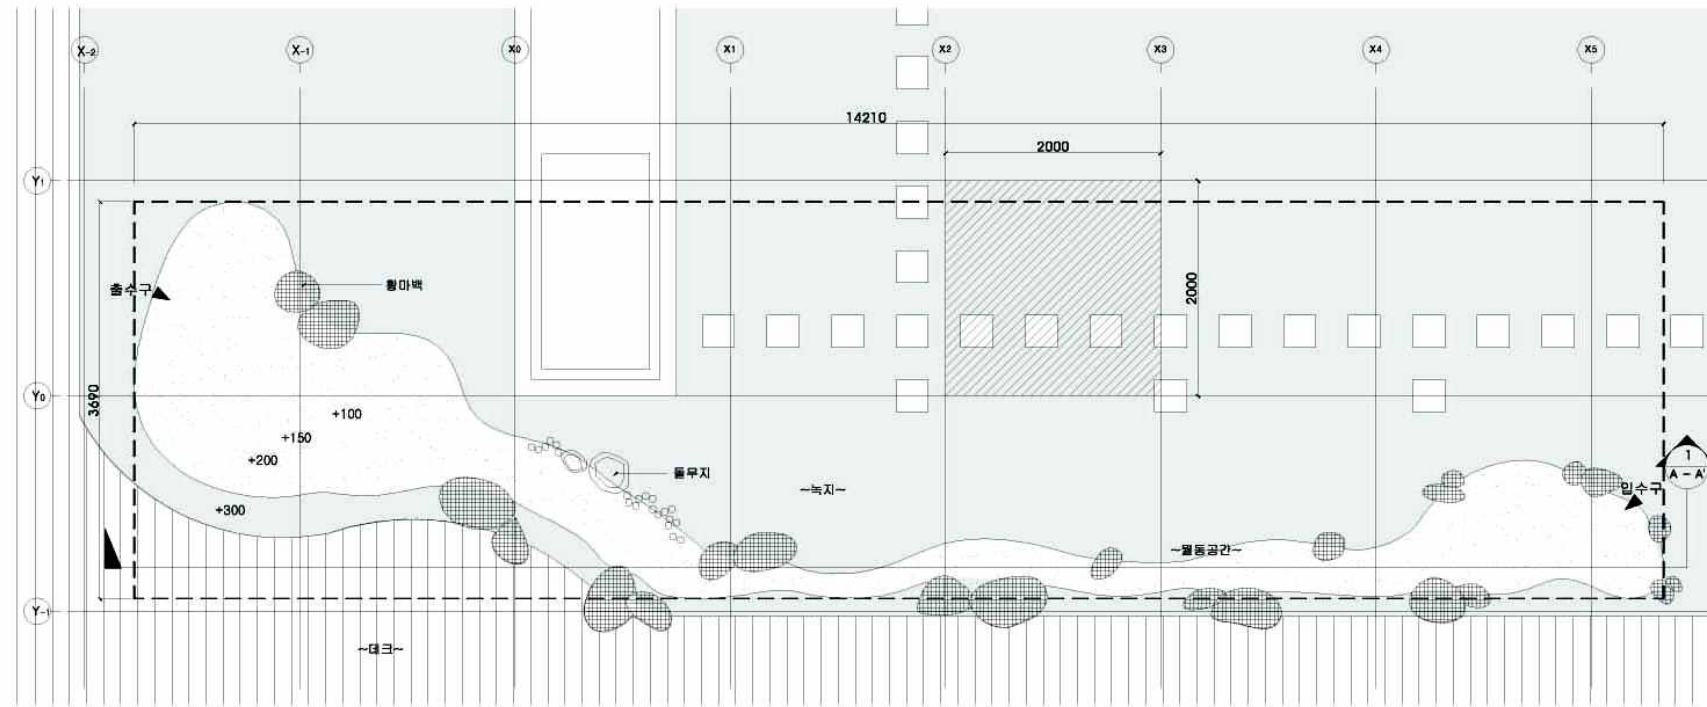 X-2
X-1
X0
X1
X2
X3
X4
X5
14210
2000
Y1
2000
출수구
황마백
Y0
3690
+100
+150
+200
+300
돌무지
~녹지~
1
A - A'
입수구
~월동공간~
Y-1
~데크~